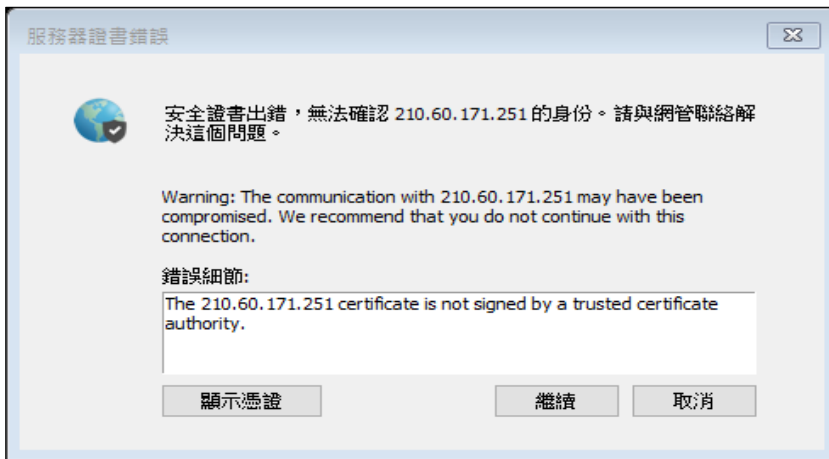 服務器證書錯誤
安全證書出錯，無法確認 210.60.171.251 的身份。請與網管聯絡解
決這個問題。
Warning: The communication with 210.60.171.251 may have been
compromised. We recommend that you do not continue with this
connection.
錯誤細節:
The 210.60.171.251 certificate is not signed by a trusted certificate
authority.
顯示憑證
繼續
取消